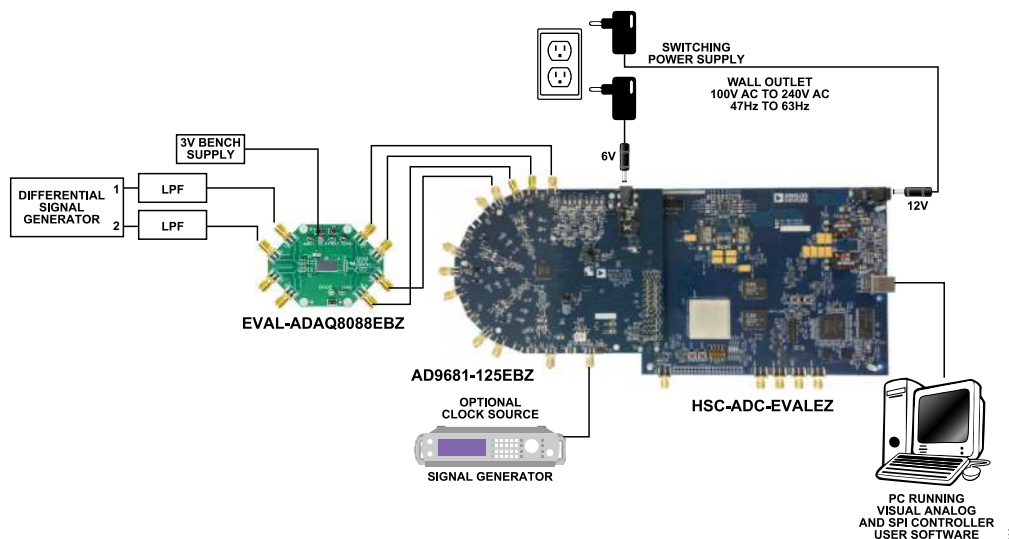 SWITCHING
POWER SUPPLY
WALL OUTLET
100V AC TO 240V AC
47Hz TO 63Hz
3V BENCH
SUPPLY
6V
12V
DIFFERENTIAL
SIGNAL
GENERATOR
1
2
LPF
LPF
EVAL-ADAQ8088EBZ
AD9681-125EBZ
HSC-ADC-EVALEZ
OPTIONAL
CLOCK SOURCE
SIGNAL GENERATOR
PC RUNNING
VISUAL ANALOG
AND SPI CONTROLLER
USER SOFTWARE